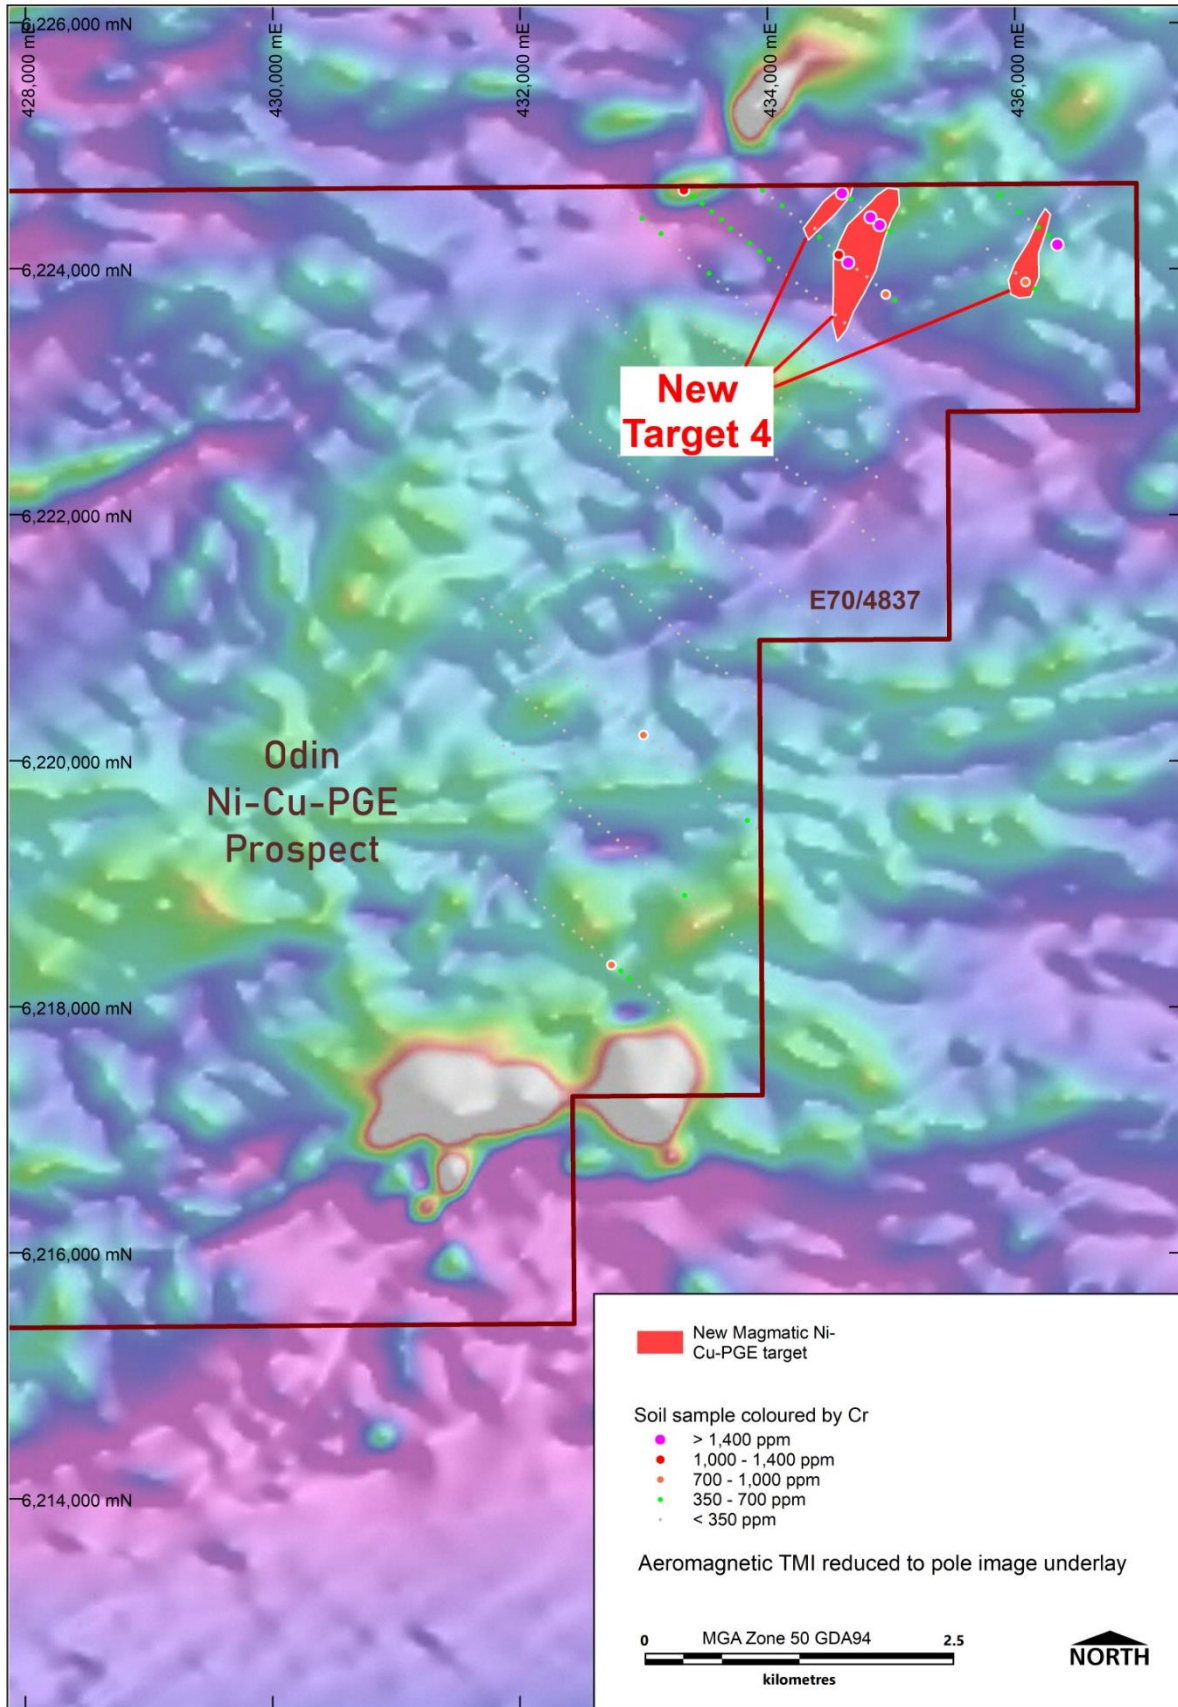 6,226,000 mN
428,000 mE
430,000 mE
432,000 mE
434,000 mE
436,000 mE
6,224,000 mN
New
Target 4
6,222,000 mN
E70/4837
6,220,000 mN
Odin
Ni-Cu-PGE
Prospect
6,218,000 mN
6,216,000 mN
6,214,000 mN
New Magmatic Ni-
Cu-PGE target
Soil sample coloured by Cr
> 1,400 ppm
1,000 - 1,400 ppm
700 - 1,000 ppm
350 - 700 ppm
< 350 ppm
Aeromagnetic TMI reduced to pole image underlay
0 MGA Zone 50 GDA94 2.5
kilometres
NORTH